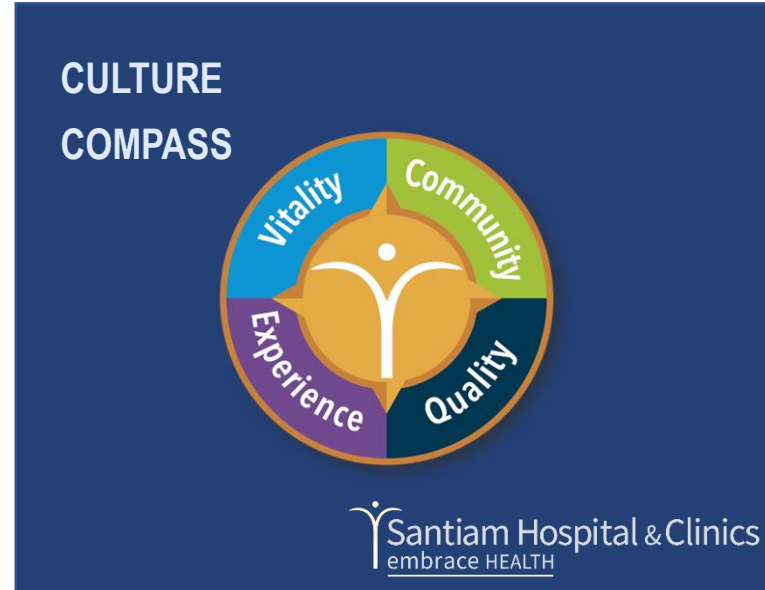 CULTURE
COMPASS
Vitality
Community
Experience
Quality
Santiam Hospital & Clinics
embrace HEALTH